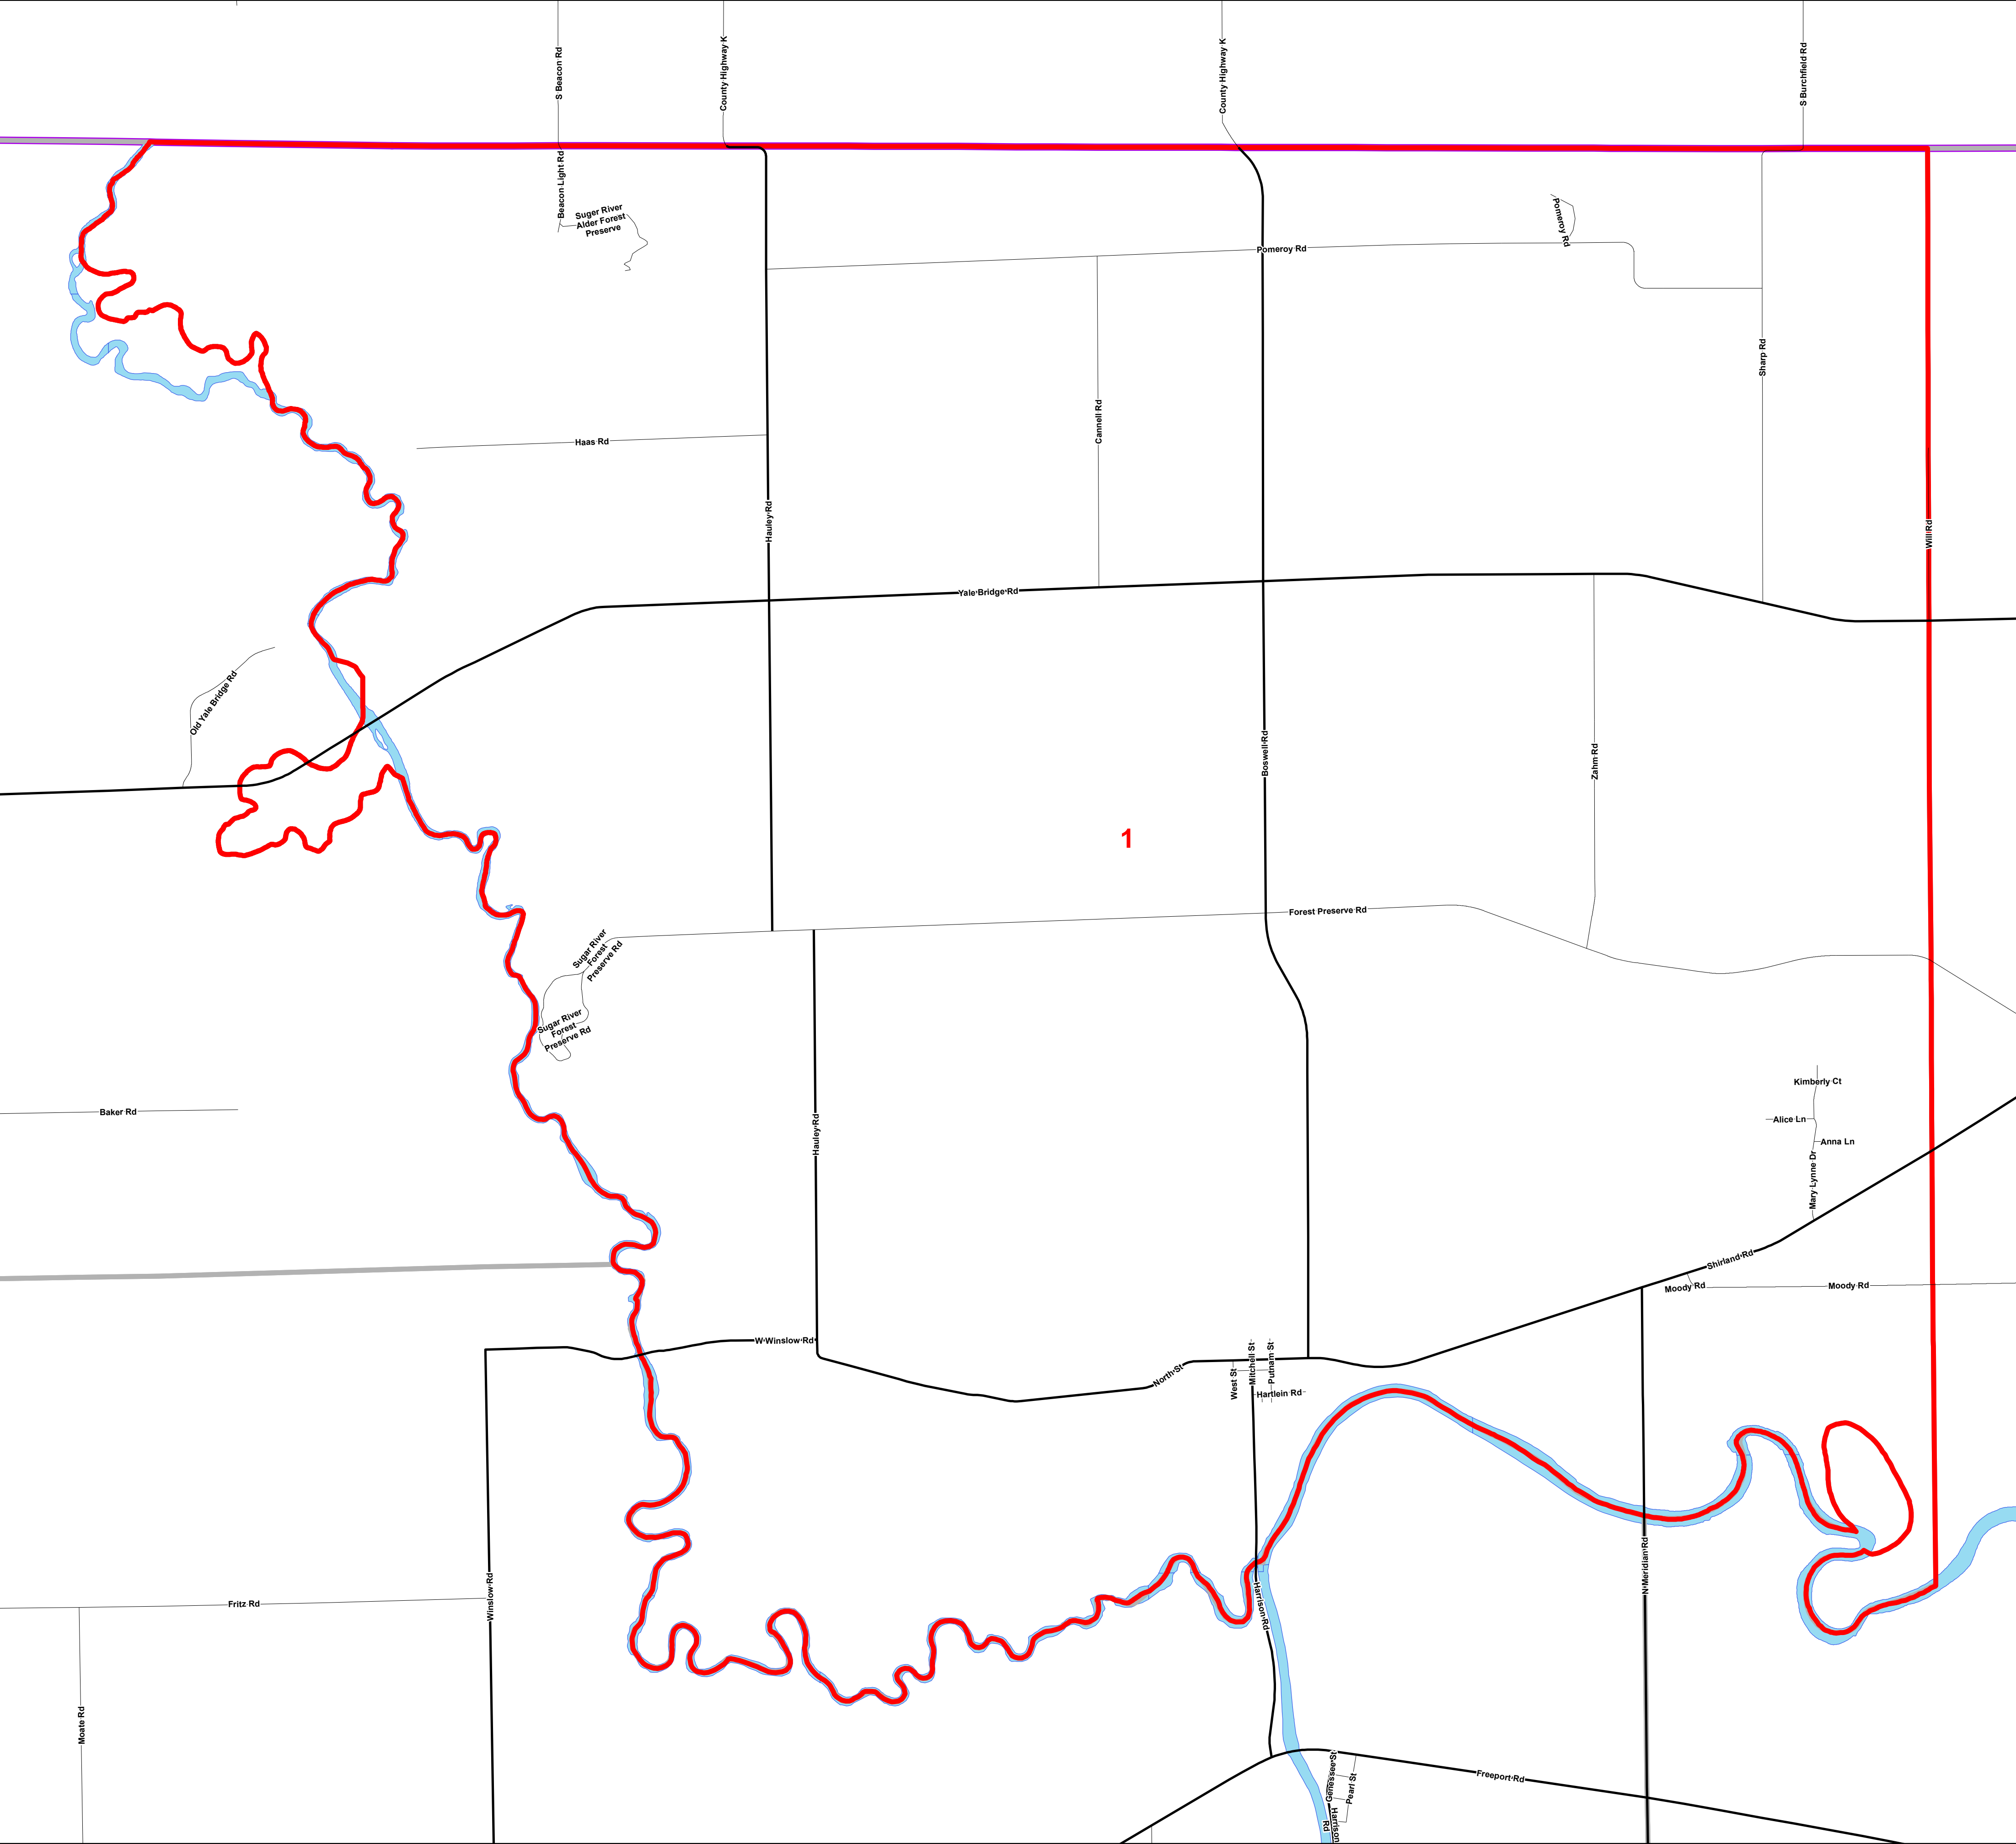 S Beacon Rd
County Highway K
County Highway K
S Burchfield Rd
Beacon Light Rd
Suger River
Alder Forest
Preserve
Pomeroy Rd
Pomeroy Rd
Sharp Rd
Cannell Rd
Haas Rd
Hauley Rd
Will Rd
Yale Bridge Rd
Old Yale Bridge Rd
Boswell Rd
Zahm Rd
1
Forest Preserve Rd
Sugar River
Forest
Preserve Rd
Sugar River
Forest
Preserve Rd
Baker Rd
Hauley Rd
Kimberly Ct
Alice Ln
Anna Ln
Mary Lynne Dr
Shirland Rd
Moody Rd
Moody Rd
W Winslow Rd
North St
West St
Mitchell St
Putnam St
Hartlein Rd
Winslow Rd
Fritz Rd
Harrison Rd
N Meridian Rd
Moate Rd
Genessee St
Pearl St
Freeport Rd
Harrison
Rd